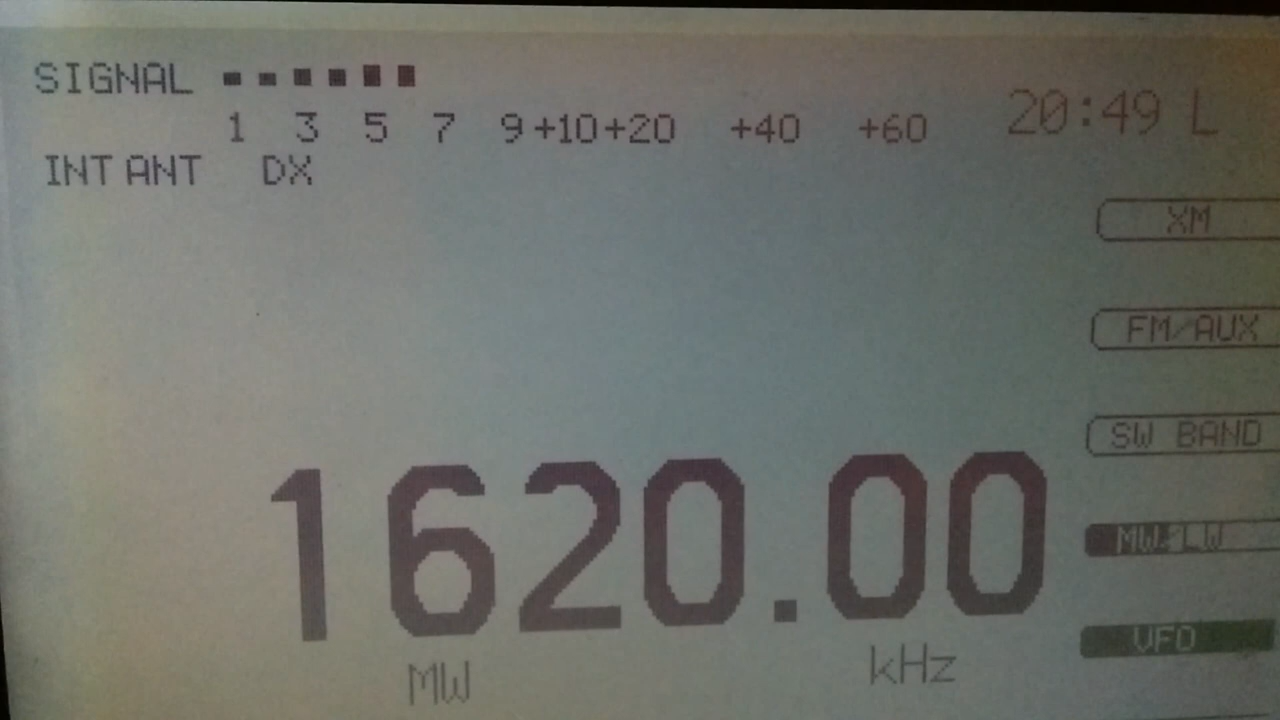 SIGNAL
1 3 5 7 9 +10 +20 +40 +60
20:49 L
INT ANT DX
XM
FM/AUX
SW BAND
1620.00
MW/LW
VFO
MW kHz